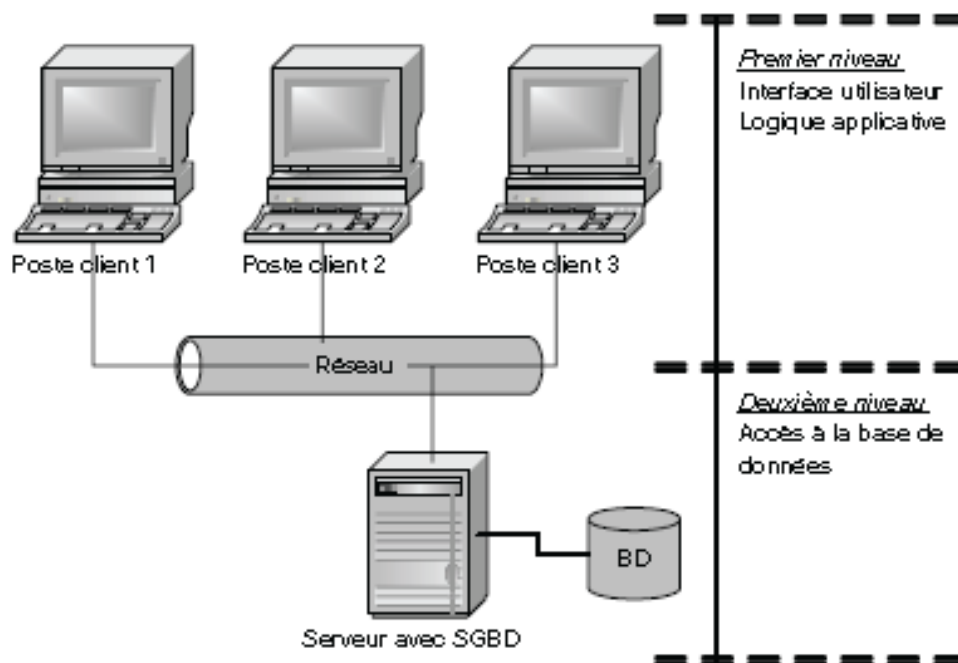 Premier niveau
Interface utilisateur
Logique applicative
Poste client 1
Poste client 2
Poste client 3
Réseau
Deuxième niveau
Accès à la base de
données
BD
Serveur avec SGBD